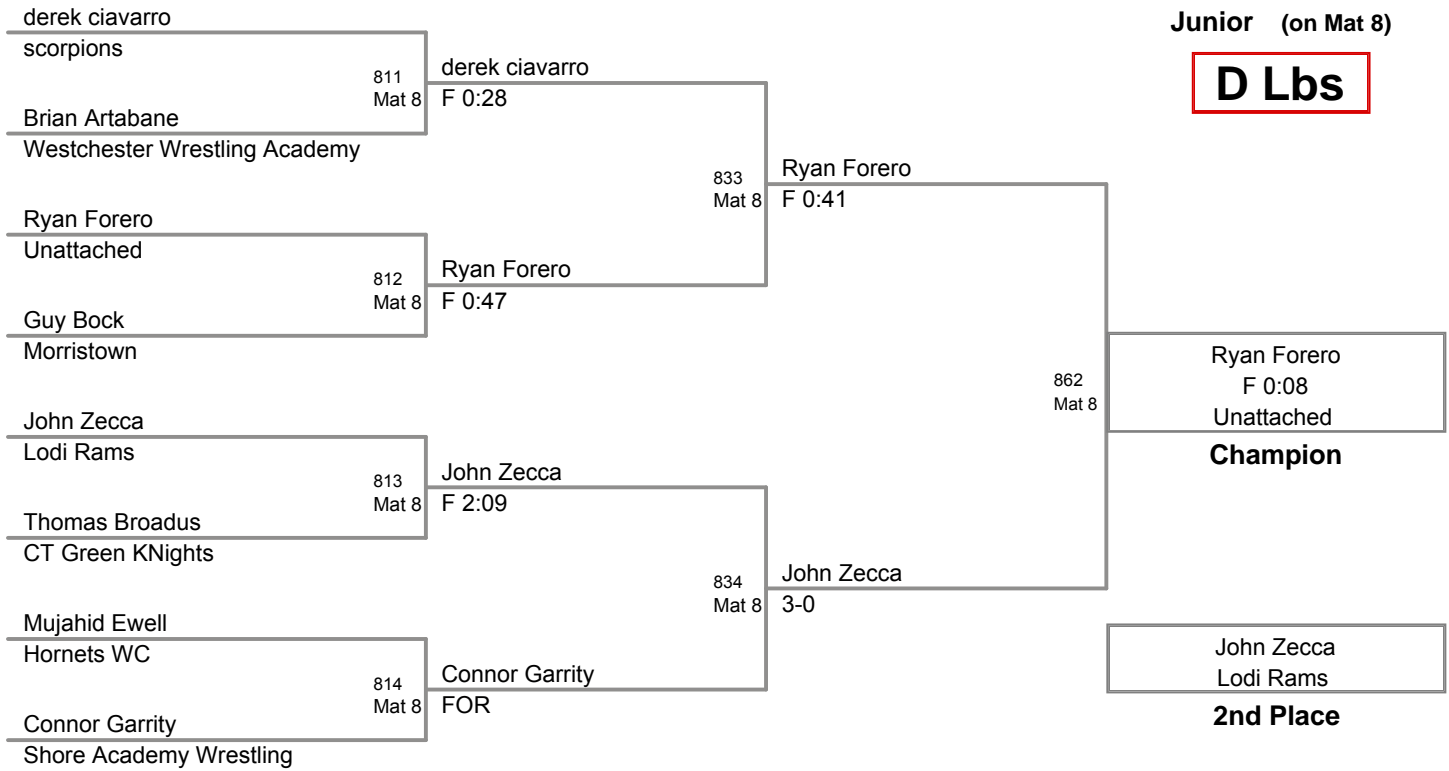 derek ciavarro
scorpions
811
Mat 8
derek ciavarro
F 0:28
Brian Artabane
Westchester Wrestling Academy
833
Mat 8
Ryan Forero
F 0:41
Ryan Forero
Unattached
812
Mat 8
Ryan Forero
F 0:47
Guy Bock
Morristown
862
Mat 8
John Zecca
Lodi Rams
813
Mat 8
John Zecca
F 2:09
Thomas Broadus
CT Green KNights
834
Mat 8
John Zecca
3-0
Mujahid Ewell
Hornets WC
814
Mat 8
Connor Garrity
FOR
Connor Garrity
Shore Academy Wrestling
Junior (on Mat 8)
D Lbs
Ryan Forero
F 0:08
Unattached
Champion
John Zecca
Lodi Rams
2nd Place